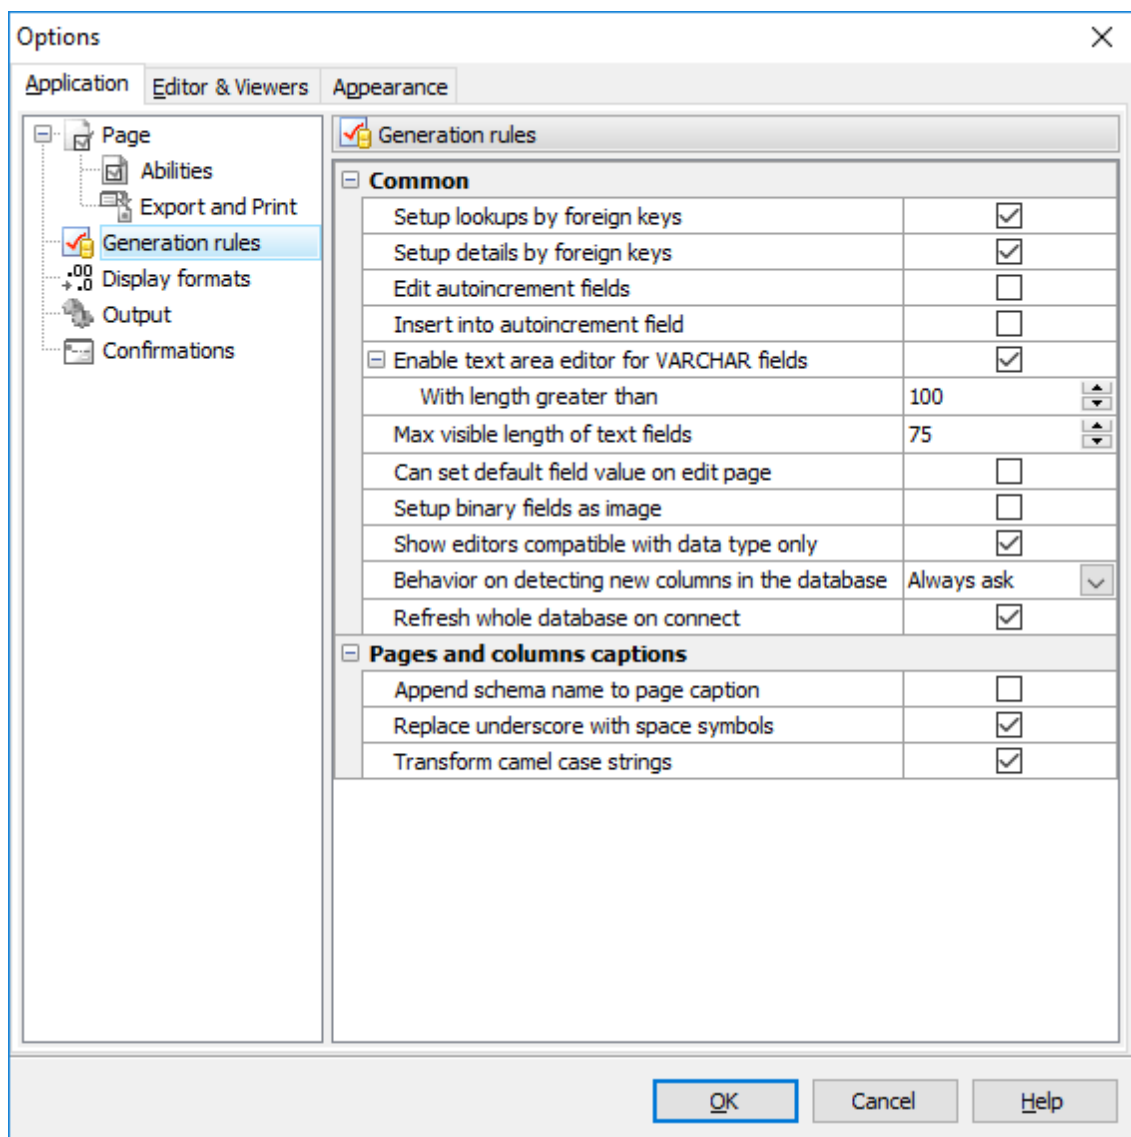 Options
Application Editor & Viewers Appearance
Page
Abilities
Export and Print
Generation rules
Display formats
Output
Confirmations
Generation rules
Common
Setup lookups by foreign keys
Setup details by foreign keys
Edit autoincrement fields
Insert into autoincrement field
Enable text area editor for VARCHAR fields
With length greater than 100
Max visible length of text fields 75
Can set default field value on edit page
Setup binary fields as image
Show editors compatible with data type only
Behavior on detecting new columns in the database Always ask
Refresh whole database on connect
Pages and columns captions
Append schema name to page caption
Replace underscore with space symbols
Transform camel case strings
OK Cancel Help